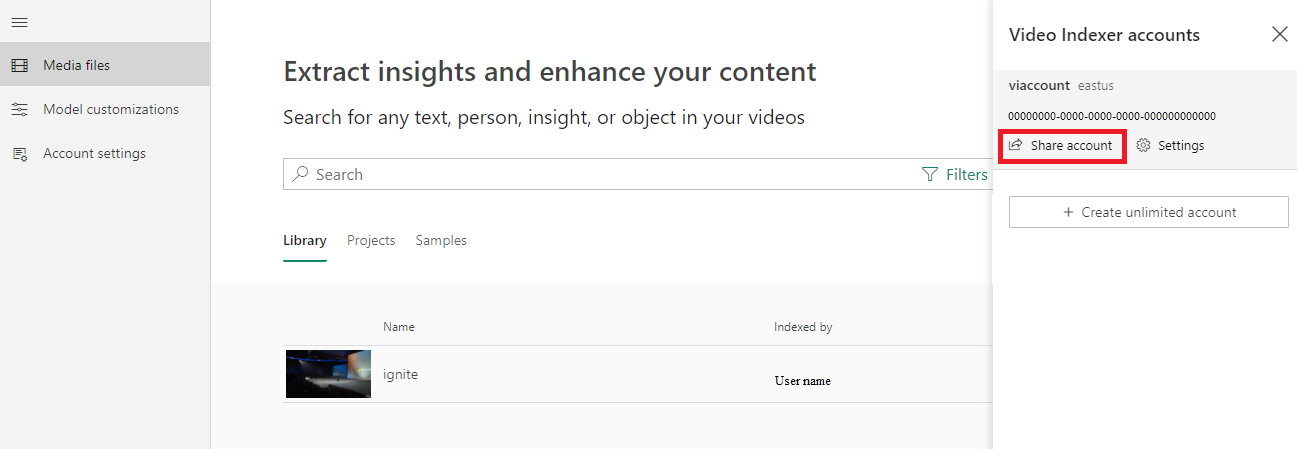 Media files
Model customizations
Account settings
Extract insights and enhance your content
Search for any text, person, insight, or object in your videos
Search
Filters
Library Projects Samples
Name Indexed by
ignite User name
Video Indexer accounts
viaccount eastus
00000000-0000-0000-0000-000000000000
Share account Settings
+ Create unlimited account